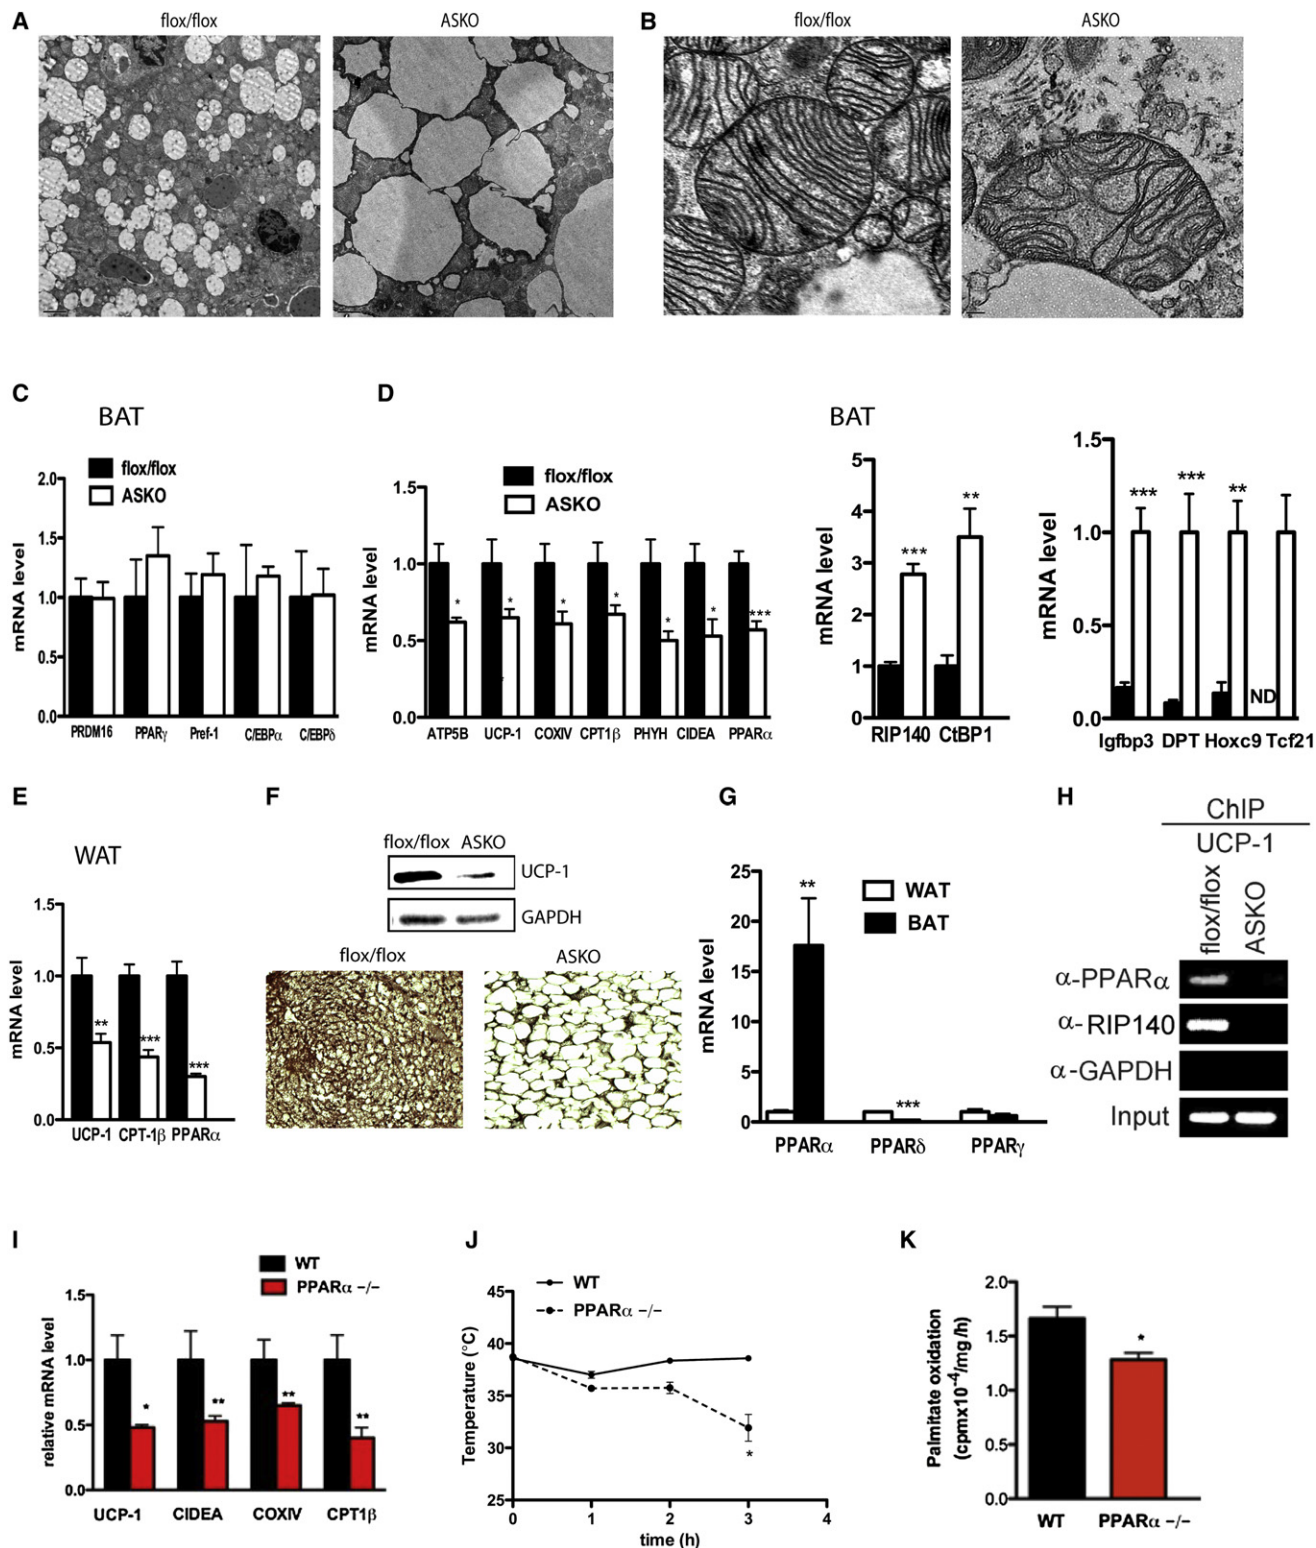 A
flox/flox
ASKO
B
flox/flox
ASKO
C
BAT
flox/flox
ASKO
mRNA level
2.0
1.5
1.0
0.5
0.0
PRDM16 PPARγ Pref-1 C/EBPα C/EBPδ
D
BAT
flox/flox
ASKO
mRNA level
1.5
1.0
0.5
0.0
* * * * * * ***
ATP5B UCP-1 COXIV CPT1β PHYH CIDEA PPARα
mRNA level
5
4
3
2
1
0
*** **
RIP140 CtBP1
mRNA level
1.5
1.0
0.5
0.0
*** *** **
ND
Igfbp3 DPT Hoxc9 Tcf21
E
WAT
mRNA level
1.5
1.0
0.5
0.0
** *** ***
UCP-1 CPT-1β PPARα
F
flox/flox ASKO
UCP-1
GAPDH
flox/flox
ASKO
G
mRNA level
25
20
15
10
5
0
WAT
BAT
** ***
PPARα PPARδ PPARγ
H
ChIP
UCP-1
flox/flox
ASKO
α-PPARα
α-RIP140
α-GAPDH
Input
I
WT
PPARα −/−
relative mRNA level
1.5
1.0
0.5
0.0
* ** ** **
UCP-1 CIDEA COXIV CPT1β
J
WT
PPARα −/−
Temperature (°C)
45
40
35
30
25
*
0 1 2 3 4
time (h)
K
Palmitate oxidation
(cpmx10⁻⁴/mg/h)
2.0
1.5
1.0
0.5
0.0
*
WT PPARα −/−